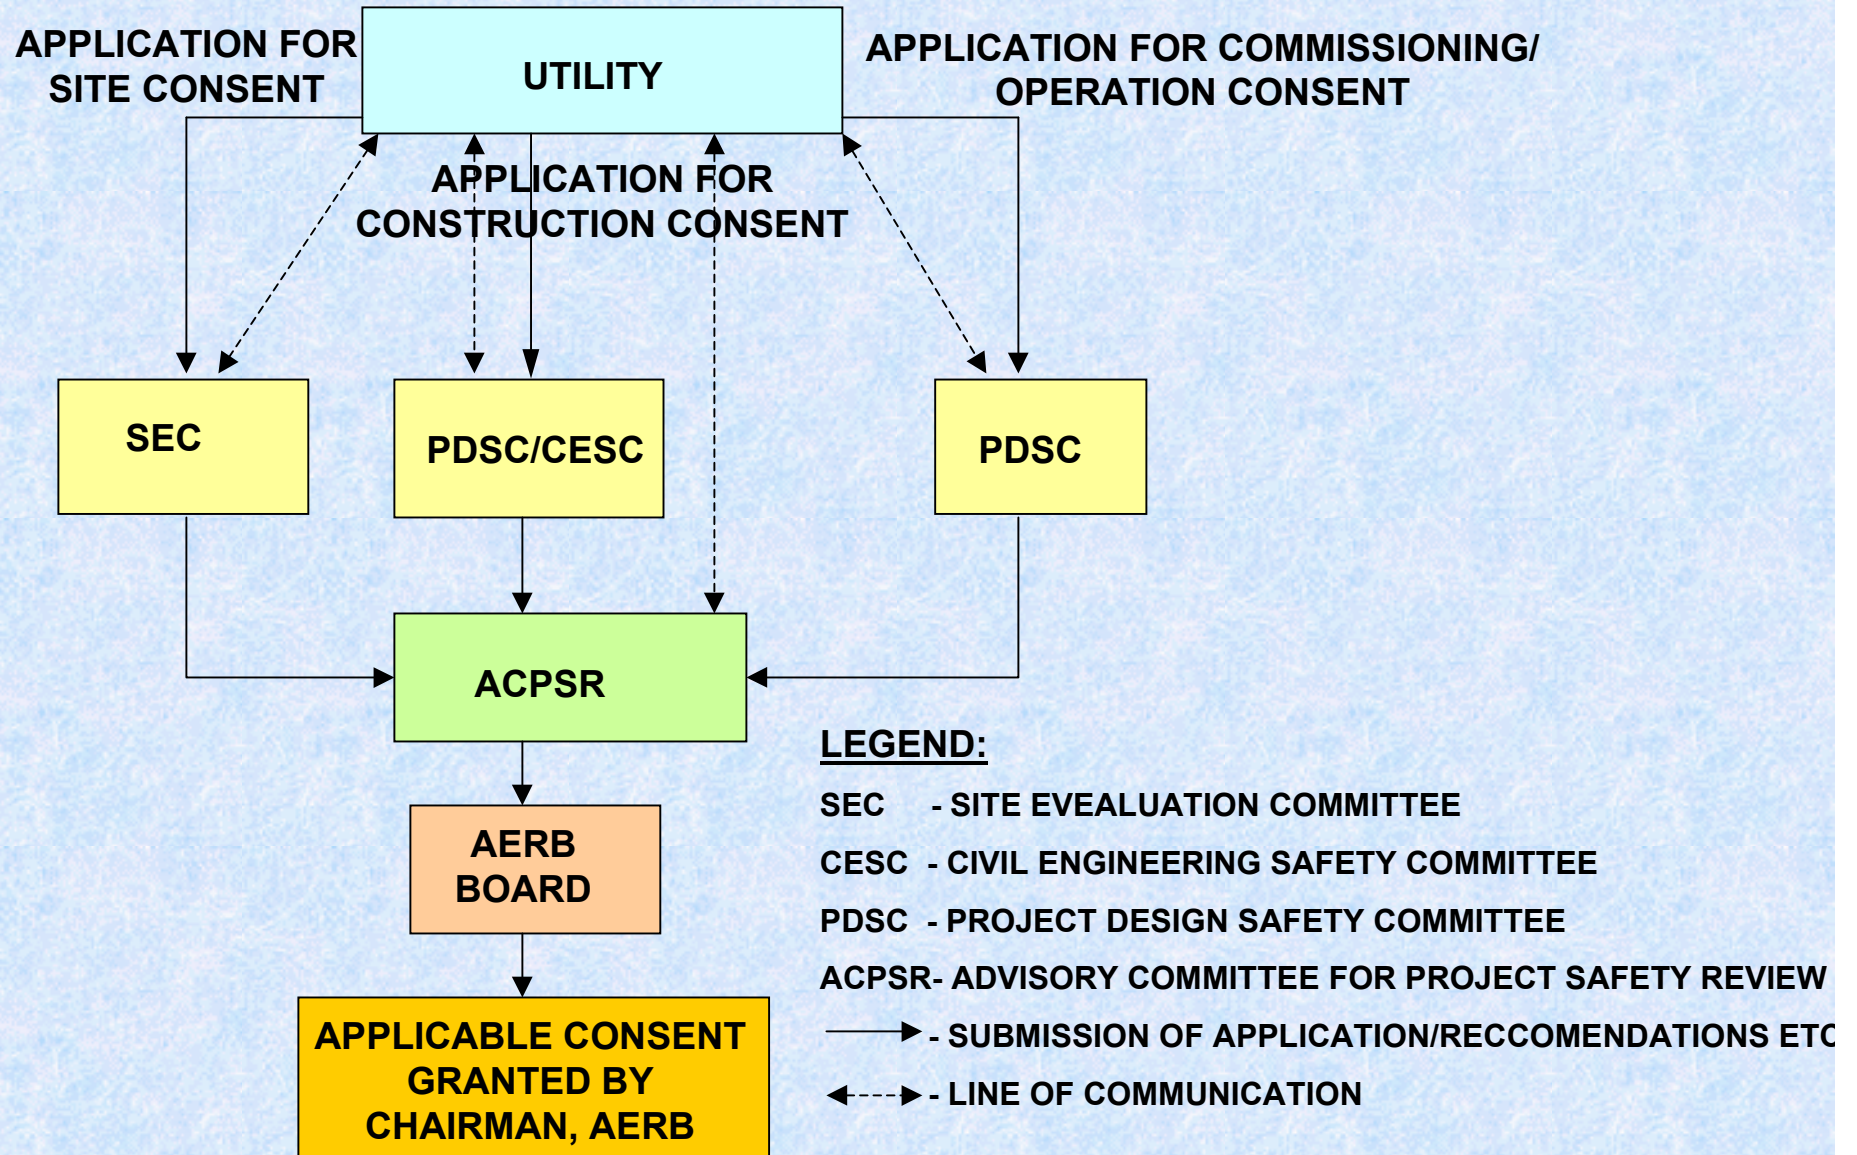 APPLICATION FOR
SITE CONSENT
UTILITY
APPLICATION FOR COMMISSIONING/
OPERATION CONSENT
APPLICATION FOR
CONSTRUCTION CONSENT
SEC
PDSC/CESC
PDSC
ACPSR
AERB
BOARD
APPLICABLE CONSENT
GRANTED BY
CHAIRMAN, AERB
LEGEND:
SEC - SITE EVEALUATION COMMITTEE
CESC - CIVIL ENGINEERING SAFETY COMMITTEE
PDSC - PROJECT DESIGN SAFETY COMMITTEE
ACPSR- ADVISORY COMMITTEE FOR PROJECT SAFETY REVIEW
- SUBMISSION OF APPLICATION/RECCOMENDATIONS ETC
- LINE OF COMMUNICATION